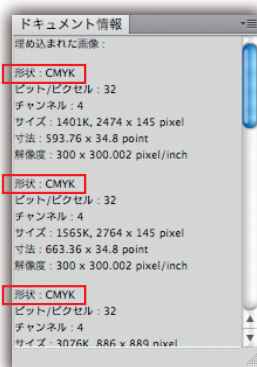 ドキュメント情報
埋め込まれた画像：
形状：CMYK
ビット/ピクセル：32
チャンネル：4
サイズ：1401K, 2474 x 145 pixel
寸法：593.76 x 34.8 point
解像度：300 x 300.002 pixel/inch
形状：CMYK
ビット/ピクセル：32
チャンネル：4
サイズ：1565K, 2764 x 145 pixel
寸法：663.36 x 34.8 point
解像度：300 x 300.002 pixel/inch
形状：CMYK
ビット/ピクセル：32
チャンネル：4
サイズ：3076K, 886 x 889 pixel